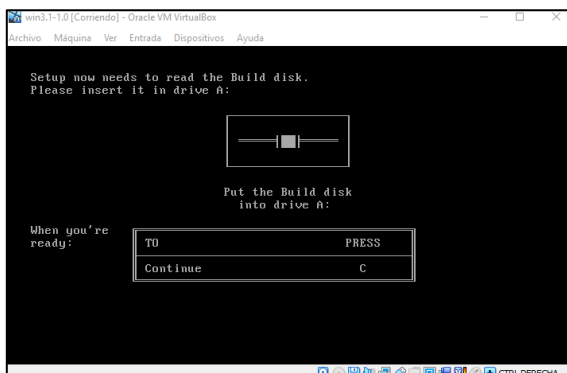 win3.1-1.0 [Corriendo] - Oracle VM VirtualBox
Archivo Máquina Ver Entrada Dispositivos Ayuda
Setup now needs to read the Build disk.
Please insert it in drive A:
Put the Build disk
into drive A:
When you're
ready:
TO PRESS
Continue C
CTRL DERECHA